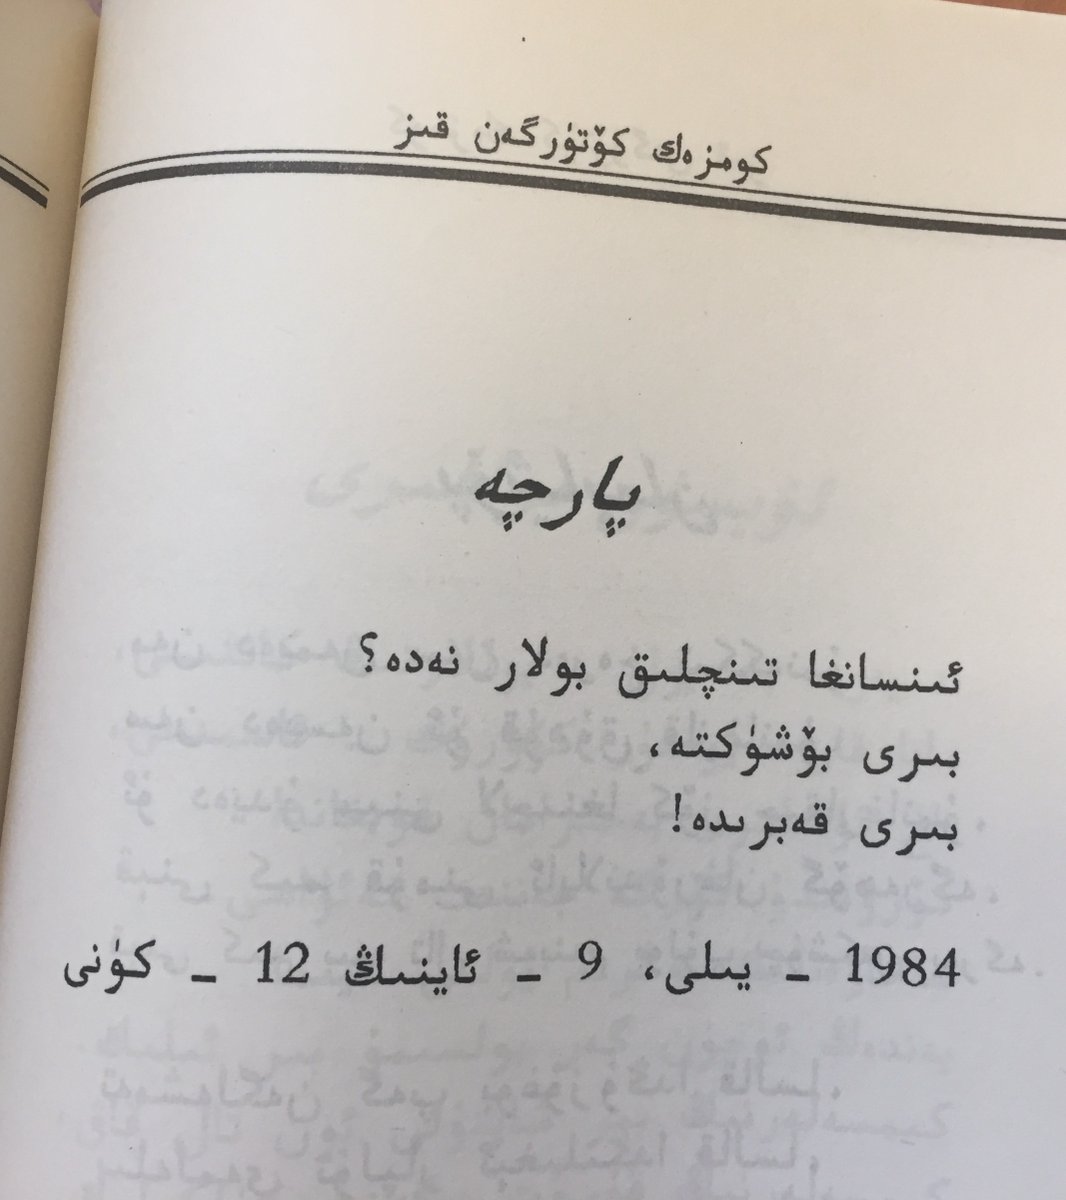 كومزەك كۆتۈرگەن قىز
پارچە
ئىنسانغا تىنچلىق بولار نەدە؟
بىرى بۆشۈكتە،
بىرى قەبرىدە!
1984 ـ يىلى، 9 ـ ئاينىڭ 12 ـ كۈنى